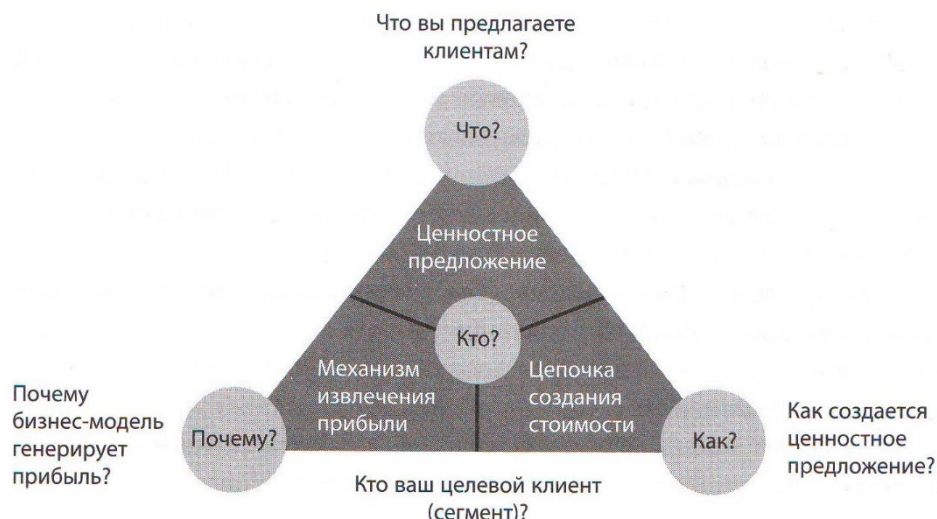 Что вы предлагаете
клиентам?
Что?
Ценностное
предложение
Кто?
Механизм
извлечения
прибыли
Цепочка
создания
стоимости
Почему
бизнес-модель
генерирует
прибыль?
Почему?
Как?
Как создается
ценностное
предложение?
Кто ваш целевой клиент
(сегмент)?